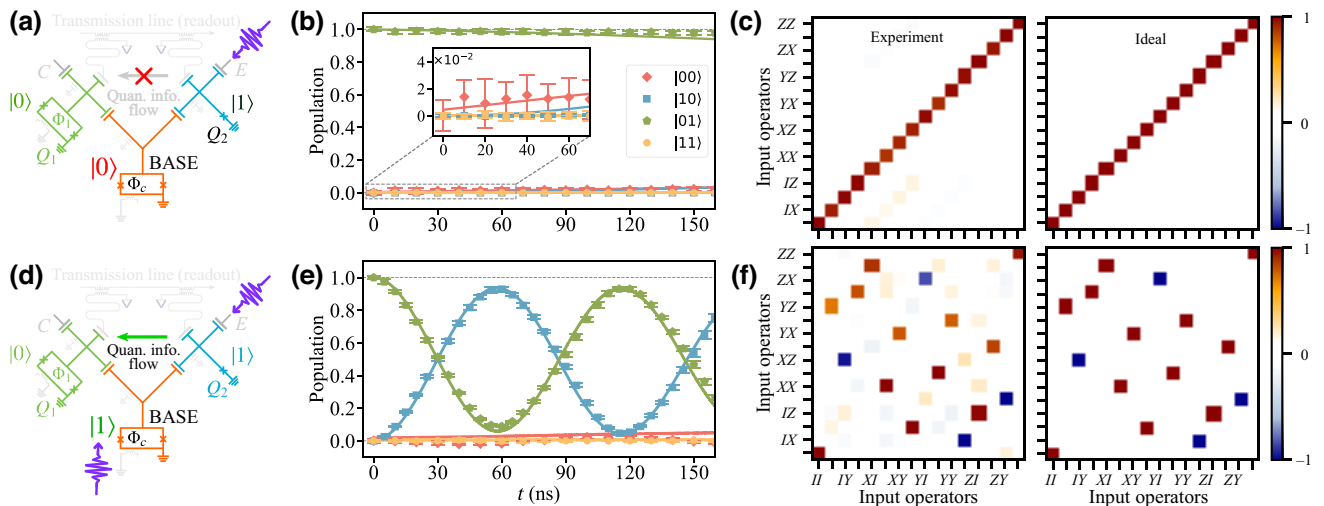 (a)
Transmission line (readout)
C
E
|0⟩
Quan. info.
flow
|1⟩
Φ₁
Q₁
Q₂
|0⟩
BASE
Φc
(b)
Population
1.0
0.8
0.6
0.4
0.2
0.0
×10⁻²
4
2
0
0 20 40 60
|00⟩
|10⟩
|01⟩
|11⟩
0 30 60 90 120 150
(c)
Input operators
ZZ
ZX
YZ
YX
XZ
XX
IZ
IX
Experiment
Ideal
1
0
−1
(d)
Transmission line (readout)
C
E
|0⟩
Quan. info.
flow
|1⟩
Φ₁
Q₁
Q₂
|1⟩
BASE
Φc
(e)
Population
1.0
0.8
0.6
0.4
0.2
0.0
0 30 60 90 120 150
t (ns)
(f)
Input operators
ZZ
ZX
YZ
YX
XZ
XX
IZ
IX
II IY XI XY YI YY ZI ZY
Input operators
II IY XI XY YI YY ZI ZY
Input operators
1
0
−1